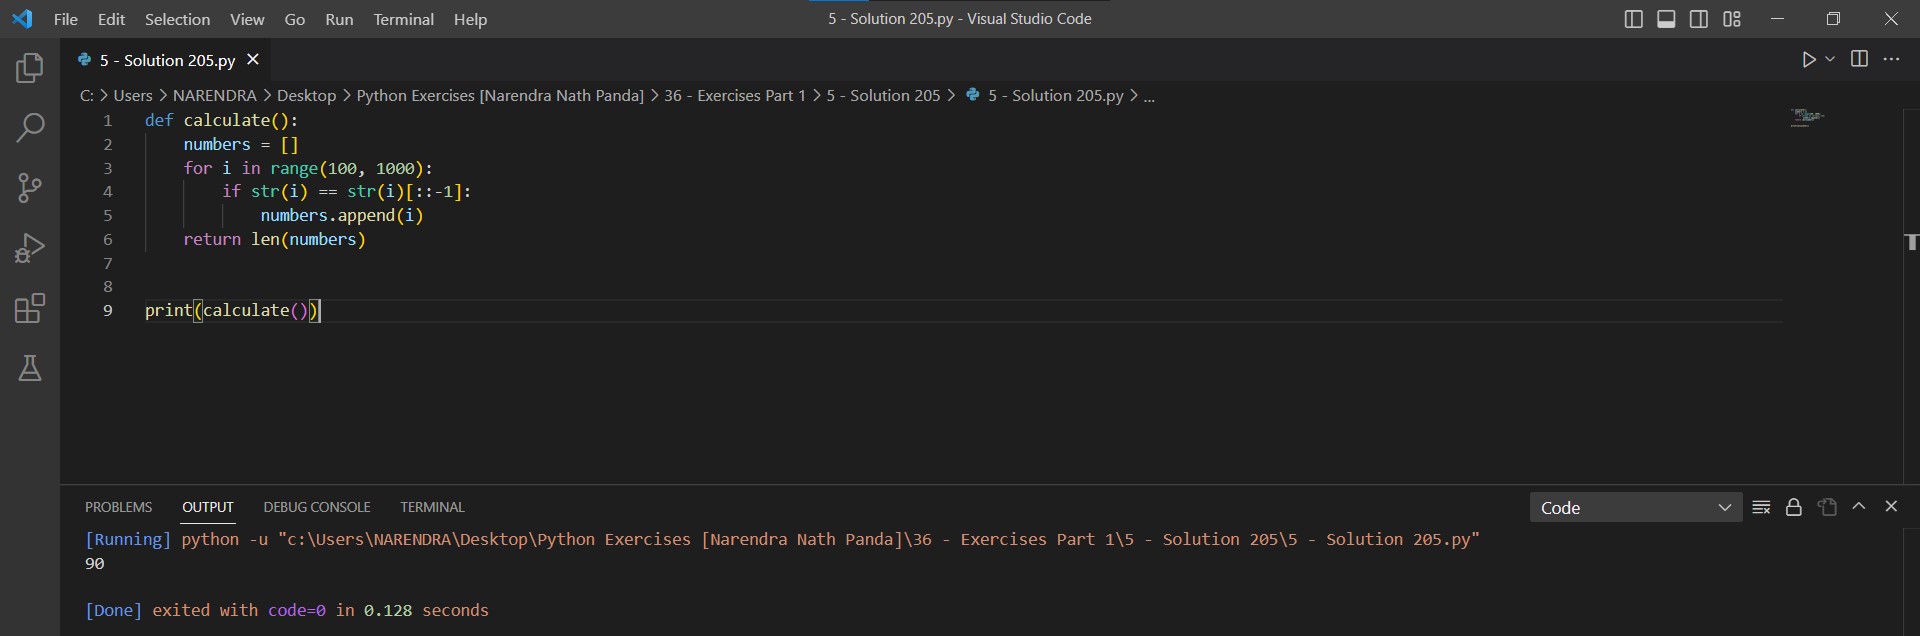 File Edit Selection View Go Run Terminal Help 5 - Solution 205.py - Visual Studio Code
5 - Solution 205.py
C: > Users > NARENDRA > Desktop > Python Exercises [Narendra Nath Panda] > 36 - Exercises Part 1 > 5 - Solution 205 > 5 - Solution 205.py > ...
1 def calculate():
2     numbers = []
3     for i in range(100, 1000):
4         if str(i) == str(i)[::-1]:
5             numbers.append(i)
6     return len(numbers)
7
8
9 print(calculate())
PROBLEMS OUTPUT DEBUG CONSOLE TERMINAL Code
[Running] python -u "c:\Users\NARENDRA\Desktop\Python Exercises [Narendra Nath Panda]\36 - Exercises Part 1\5 - Solution 205\5 - Solution 205.py"
90
[Done] exited with code=0 in 0.128 seconds